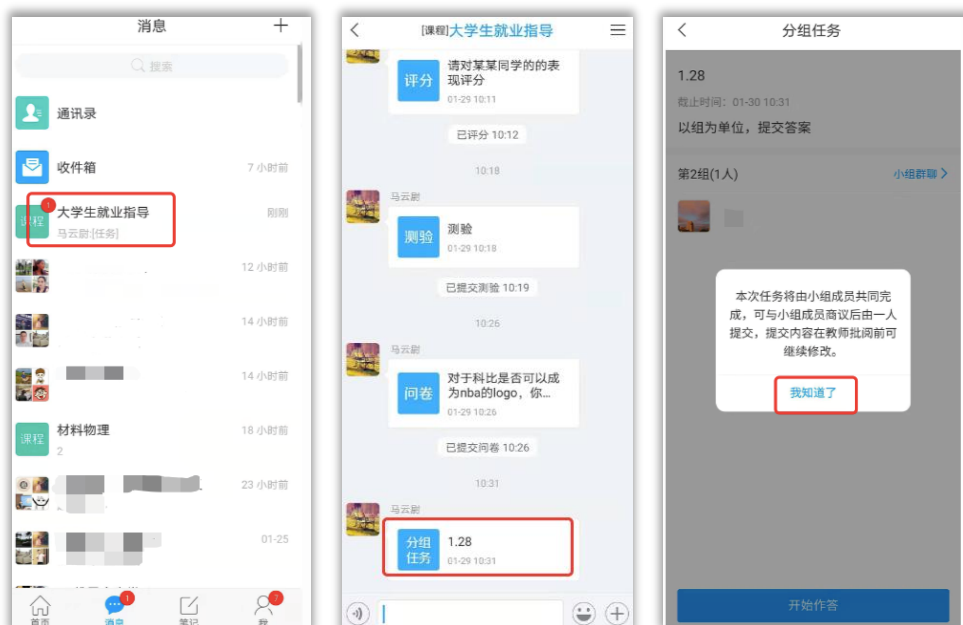 消息
搜索
通讯录
收件箱
7 小时前
课程
1
大学生就业指导
刚刚
马云尉:[任务]
12 小时前
14 小时前
14 小时前
课程
材料物理
18 小时前
2
23 小时前
01-25
首页
1
消息
笔记
7
我
[课程]大学生就业指导
评分
请对某某同学的的表
现评分
01-29 10:11
已评分 10:12
10:18
马云尉
测验
测验
01-29 10:18
已提交测验 10:19
10:26
马云尉
问卷
对于科比是否可以成
为nba的logo，你...
01-29 10:26
已提交问卷 10:26
10:31
马云尉
分组
任务
1.28
01-29 10:31
分组任务
1.28
截止时间：01-30 10:31
以组为单位，提交答案
第2组(1人)
小组群聊
本次任务将由小组成员共同完
成，可与小组成员商议后由一人
提交，提交内容在教师批阅前可
继续修改。
我知道了
开始作答